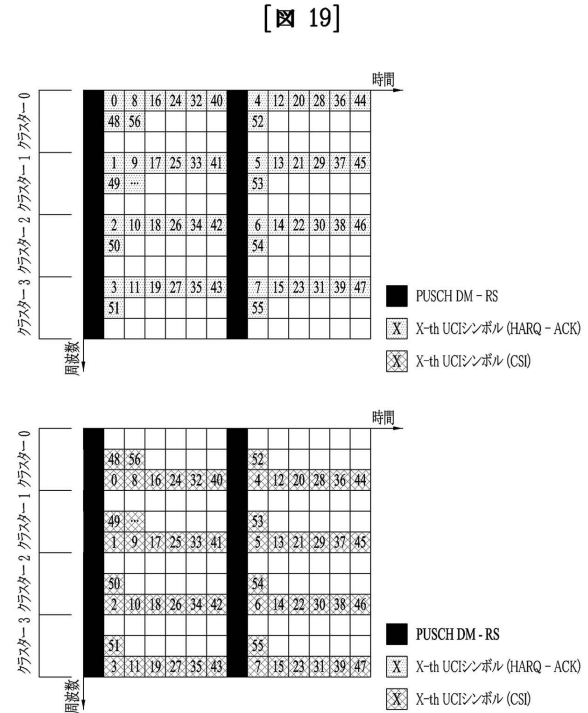 [図 19]
時間
クラスター 0
クラスター 1
クラスター 2
クラスター 3
0 8 16 24 32 40 4 12 20 28 36 44
48 56 52
1 9 17 25 33 41 5 13 21 29 37 45
49 … 53
2 10 18 26 34 42 6 14 22 30 38 46
50 54
3 11 19 27 35 43 7 15 23 31 39 47
51 55
周波数
PUSCH DM - RS
X X-th UCIシンボル (HARQ - ACK)
X X-th UCIシンボル (CSI)
時間
クラスター 0
クラスター 1
クラスター 2
クラスター 3
48 56 52
0 8 16 24 32 40 4 12 20 28 36 44
49 … 53
1 9 17 25 33 41 5 13 21 29 37 45
50 54
2 10 18 26 34 42 6 14 22 30 38 46
51 55
3 11 19 27 35 43 7 15 23 31 39 47
周波数
PUSCH DM - RS
X X-th UCIシンボル (HARQ - ACK)
X X-th UCIシンボル (CSI)